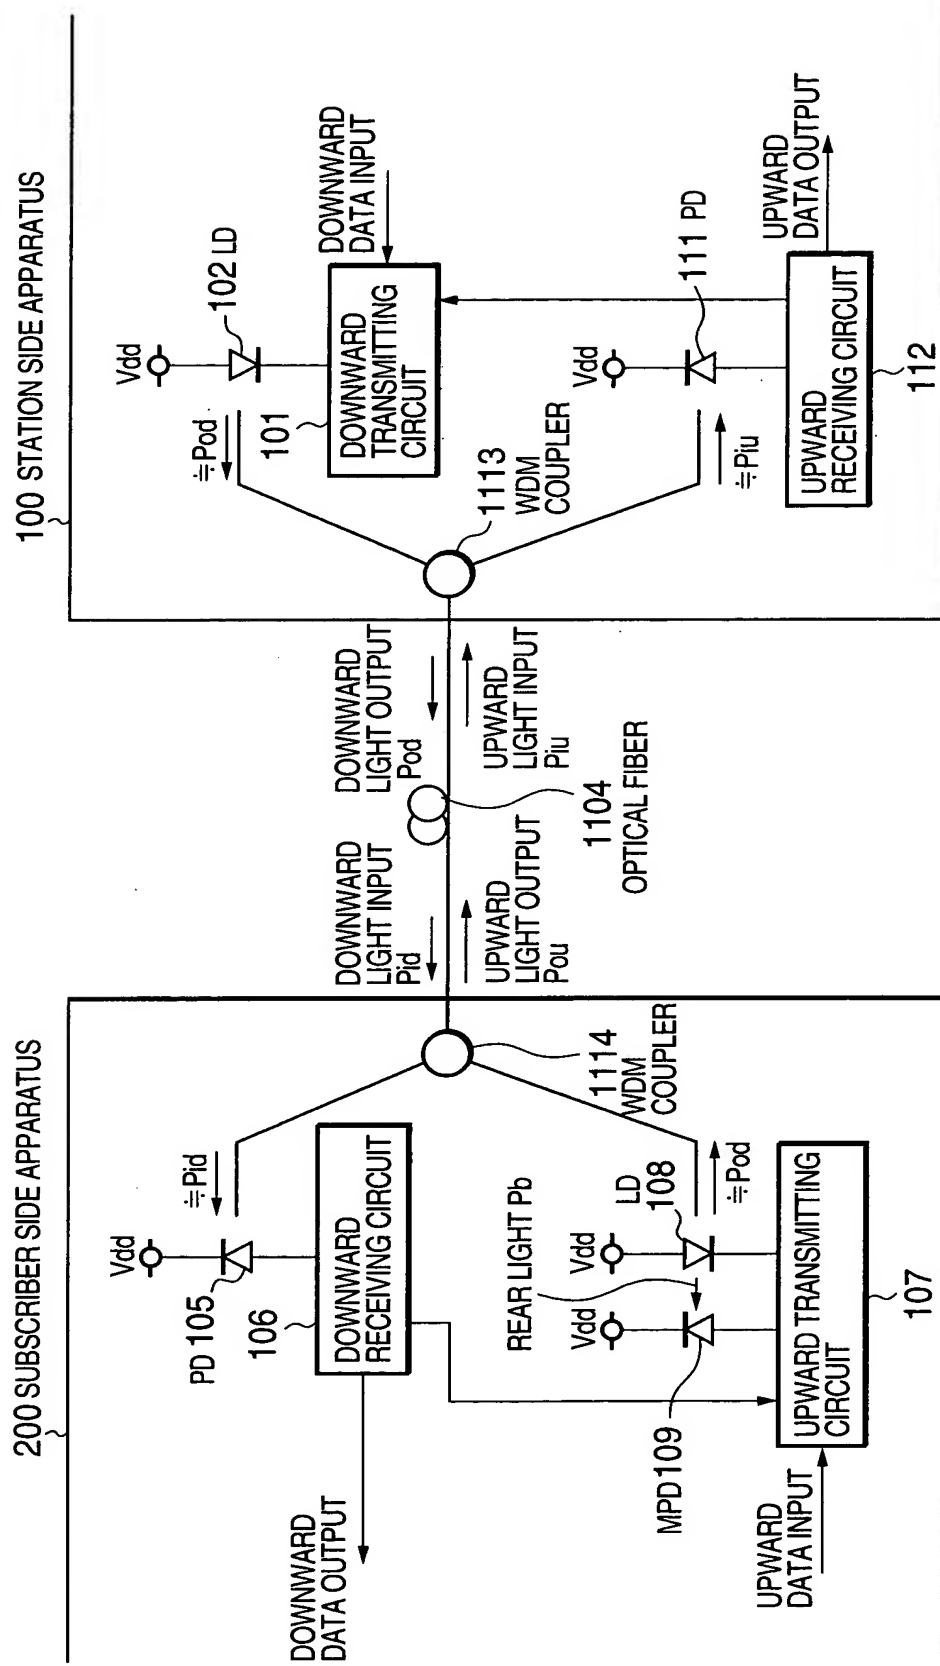 200 SUBSCRIBER SIDE APPARATUS
DOWNWARD
DATA OUTPUT
PD 105
106
Vdd
≒Pid
DOWNWARD
RECEIVING CIRCUIT
REAR LIGHT Pb
Vdd
Vdd
LD
108
≒Pod
MPD109
UPWARD
DATA INPUT
UPWARD TRANSMITTING
CIRCUIT
107
1114
WDM
COUPLER
DOWNWARD
LIGHT INPUT
Pid
UPWARD
LIGHT OUTPUT
Pou
1104
OPTICAL FIBER
DOWNWARD
LIGHT OUTPUT
Pod
UPWARD
LIGHT INPUT
Piu
100 STATION SIDE APPARATUS
≒Pod
Vdd
102 LD
101
DOWNWARD
TRANSMITTING
CIRCUIT
DOWNWARD
DATA INPUT
1113
WDM
COUPLER
Vdd
111 PD
≒Piu
UPWARD
RECEIVING CIRCUIT
112
UPWARD
DATA OUTPUT